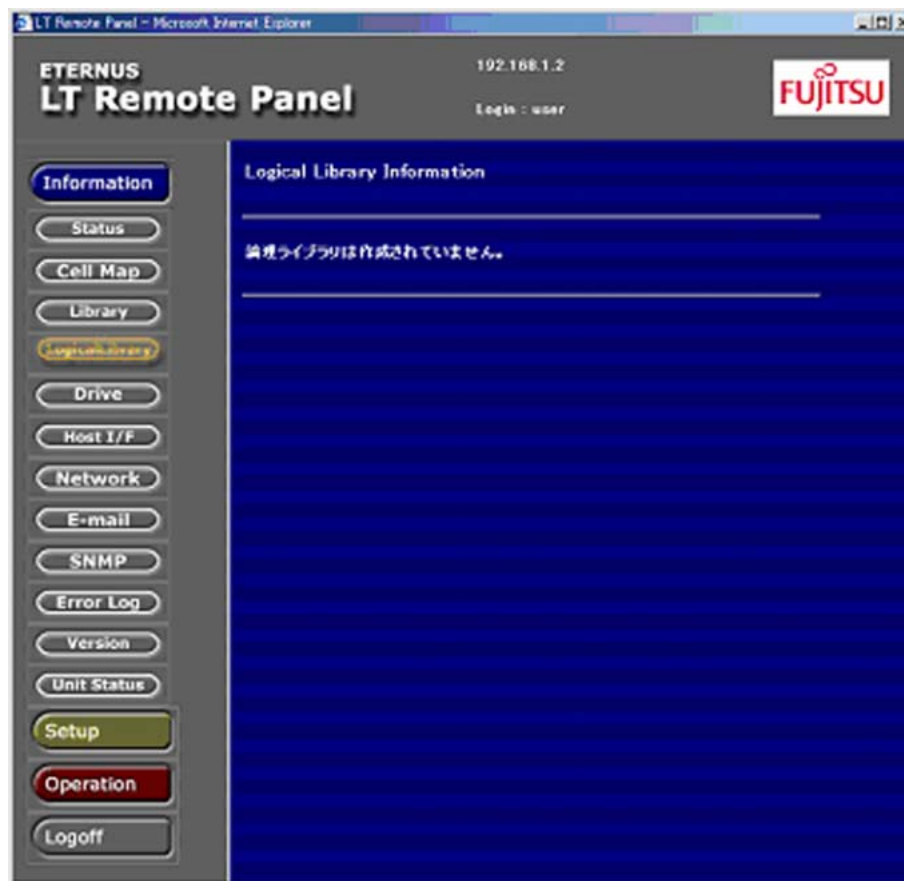 LT Remote Panel - Microsoft Internet Explorer
ETERNUS
LT Remote Panel
192.168.1.2
Login : user
FUJITSU
Information
Status
Cell Map
Library
LogicalLibrary
Drive
Host I/F
Network
E-mail
SNMP
Error Log
Version
Unit Status
Setup
Operation
Logoff
Logical Library Information
論理ライブラリは作成されていません。